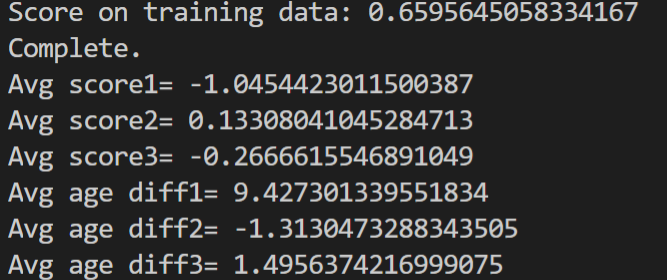 Score on training data: 0.6595645058334167
Complete.
Avg score1= -1.0454423011500387
Avg score2= 0.13308041045284713
Avg score3= -0.2666615546891049
Avg age diff1= 9.427301339551834
Avg age diff2= -1.3130473288343505
Avg age diff3= 1.4956374216999075